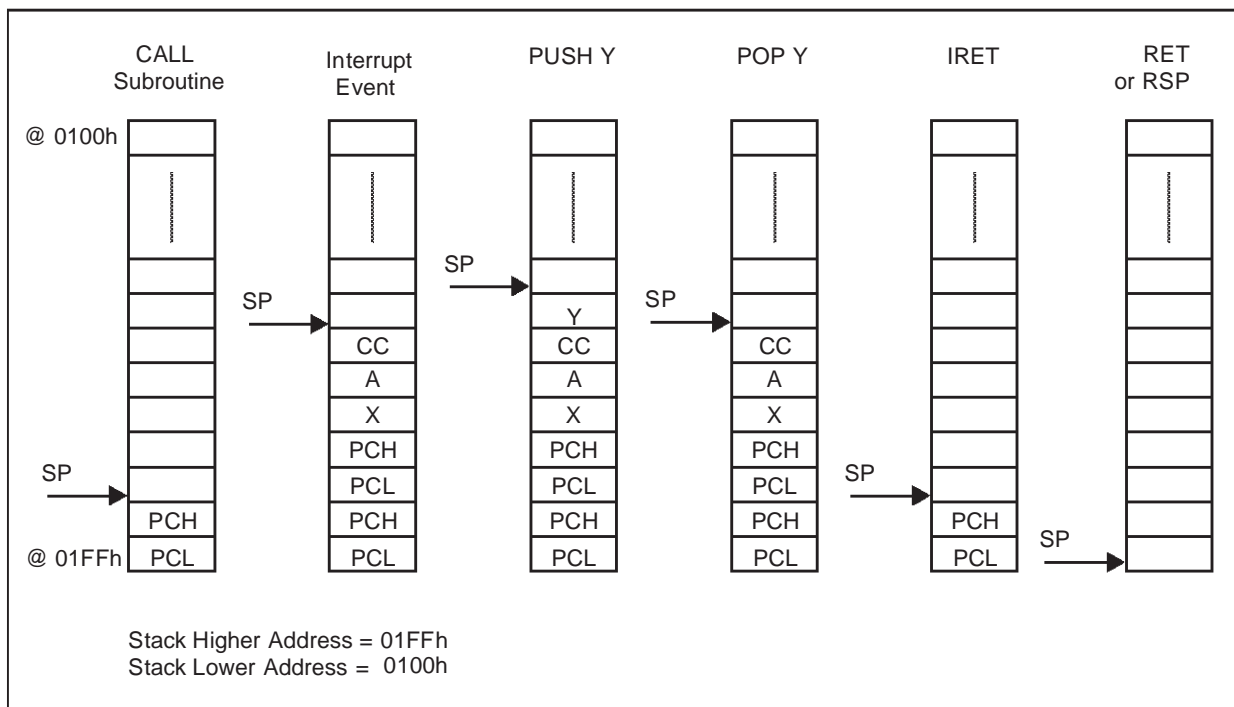 CALL
Subroutine
Interrupt
Event
PUSH Y
POP Y
IRET
RET
or RSP
@ 0100h
SP
SP
SP
Y
CC
CC
CC
A
A
A
X
X
X
PCH
PCH
PCH
SP
SP
PCL
PCL
PCL
PCH
PCH
PCH
PCH
PCH
SP
@ 01FFh
PCL
PCL
PCL
PCL
PCL
Stack Higher Address = 01FFh
Stack Lower Address = 0100h